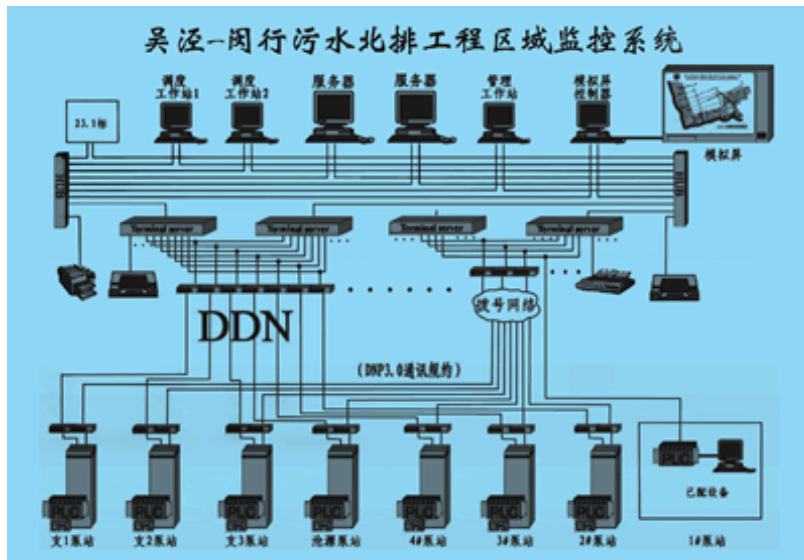 吴泾-闵行污水北排工程区域监控系统
调度
工作站1
调度
工作站2
服务器
服务器
管理
工作站
模拟屏
控制器
23.1标
模拟屏
HUB
HUB
Terminal server
Terminal server
Terminal server
Terminal server
DDN
拨号网络
(DNP3.0通讯规约)
PLC
PLC
PLC
PLC
PLC
PLC
PLC
PLC
已配设备
支1泵站
支2泵站
支3泵站
沧源泵站
4#泵站
3#泵站
2#泵站
1#泵站